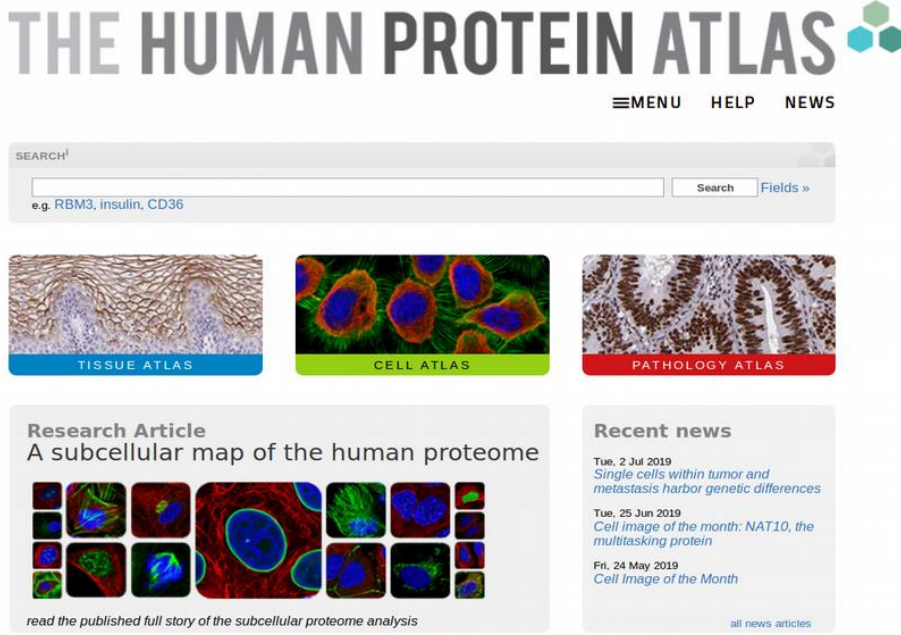 THE HUMAN PROTEIN ATLAS
MENU HELP NEWS
SEARCHⁱ
Search Fields »
e.g. RBM3, insulin, CD36
TISSUE ATLAS
CELL ATLAS
PATHOLOGY ATLAS
Research Article
A subcellular map of the human proteome
read the published full story of the subcellular proteome analysis
Recent news
Tue, 2 Jul 2019
Single cells within tumor and
metastasis harbor genetic differences
Tue, 25 Jun 2019
Cell image of the month: NAT10, the
multitasking protein
Fri, 24 May 2019
Cell Image of the Month
all news articles